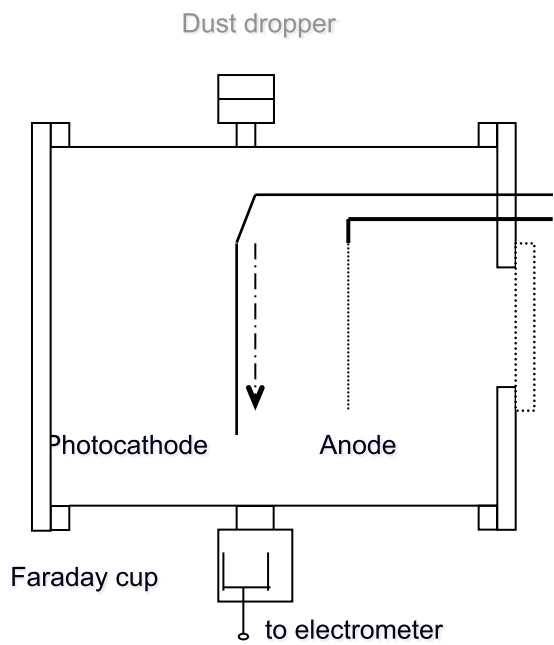 Dust dropper
Photocathode
Anode
Faraday cup
to electrometer